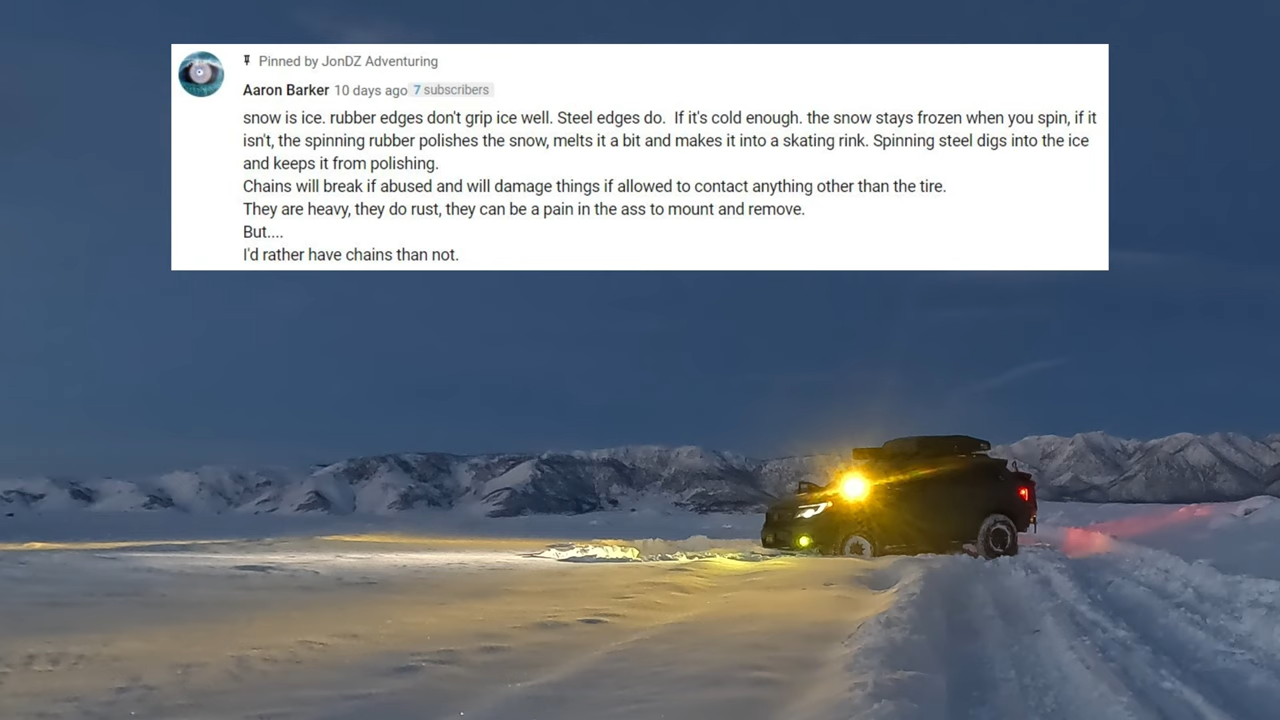 Pinned by JonDZ Adventuring
Aaron Barker 10 days ago 7 subscribers
snow is ice. rubber edges don't grip ice well. Steel edges do.  If it's cold enough. the snow stays frozen when you spin, if it
isn't, the spinning rubber polishes the snow, melts it a bit and makes it into a skating rink. Spinning steel digs into the ice
and keeps it from polishing.
Chains will break if abused and will damage things if allowed to contact anything other than the tire.
They are heavy, they do rust, they can be a pain in the ass to mount and remove.
But....
I'd rather have chains than not.